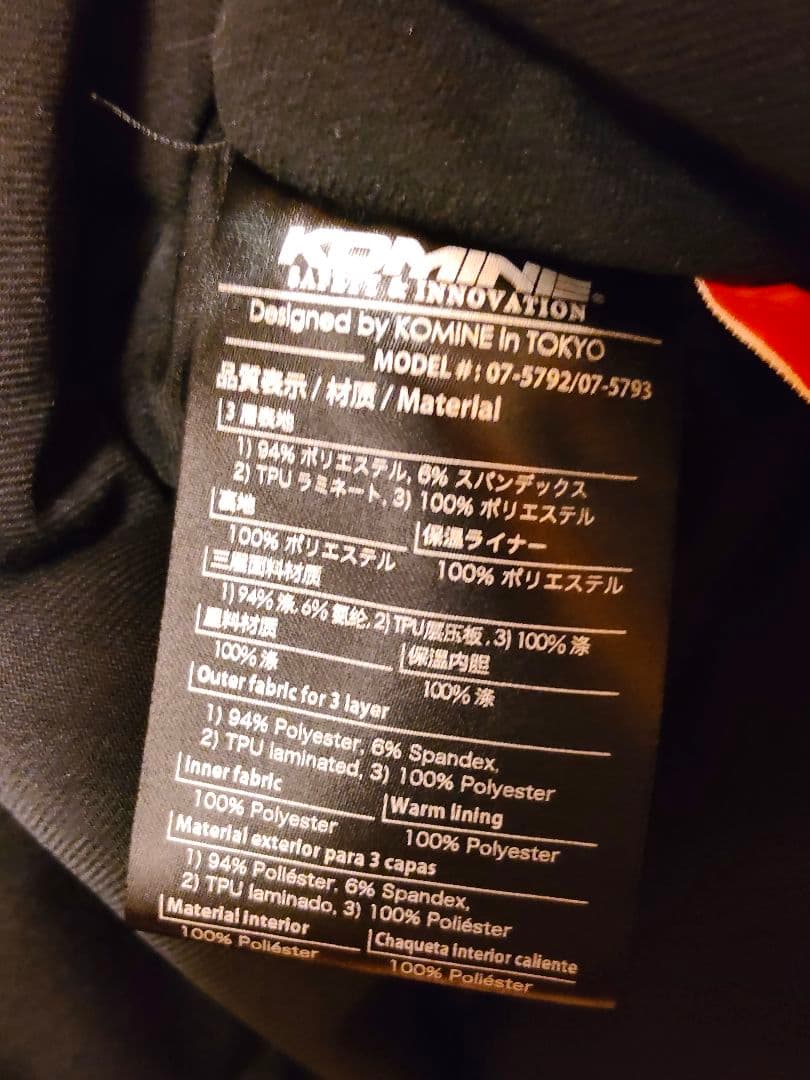 KOMINE
SAFETY & INNOVATION
Designed by KOMINE in TOKYO
MODEL #: 07-5792/07-5793
品質表示/材质/Material
3層表地
1) 94% ポリエステル, 6% スパンデックス
2) TPU ラミネート, 3) 100% ポリエステル
裏地
100% ポリエステル
保温ライナー
100% ポリエステル
三层面料材质
1) 94% 涤, 6% 氨纶, 2) TPU层压板, 3) 100% 涤
里料材质
100% 涤
保溫内胆
100% 涤
Outer fabric for 3 layer
1) 94% Polyester, 6% Spandex,
2) TPU laminated, 3) 100% Polyester
Inner fabric
100% Polyester
Warm lining
100% Polyester
Material exterior para 3 capas
1) 94% Poliéster, 6% Spandex,
2) TPU laminado, 3) 100% Poliéster
Material interior
100% Poliéster
Chaqueta interior caliente
100% Poliéster